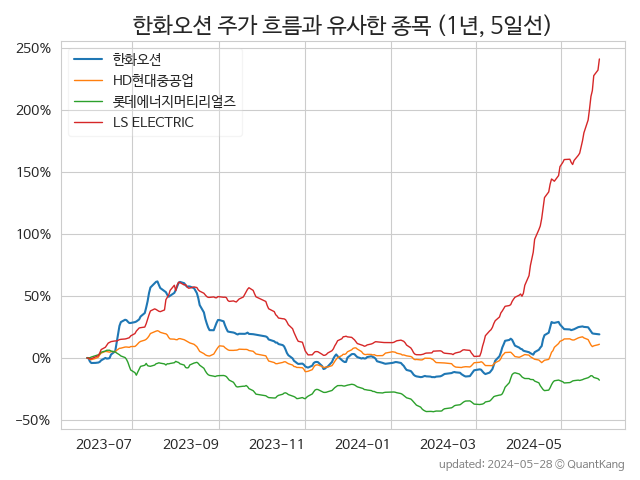 한화오션 주가 흐름과 유사한 종목 (1년, 5일선)
250%
200%
150%
100%
50%
0%
−50%
한화오션
HD현대중공업
롯데에너지머티리얼즈
LS ELECTRIC
2023-07
2023-09
2023-11
2024-01
2024-03
2024-05
updated: 2024-05-28 © QuantKang